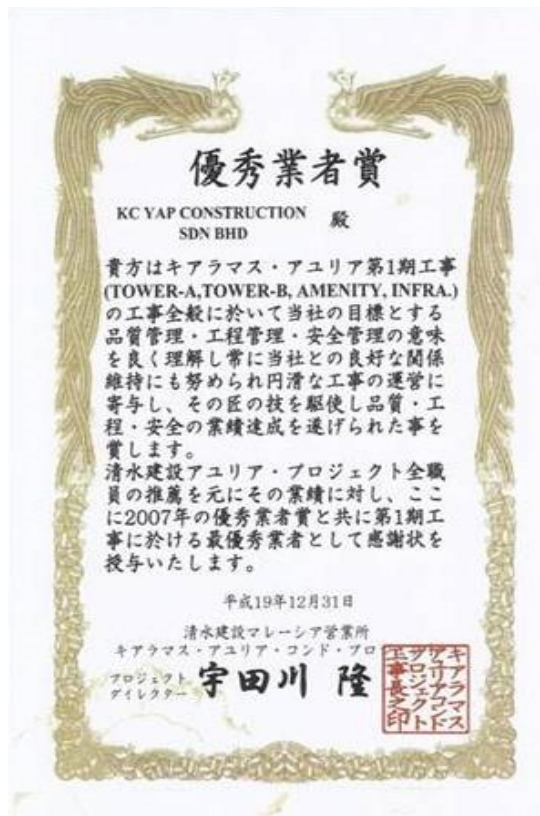 優秀業者賞
KC YAP CONSTRUCTION
SDN BHD
殿
貴方はキアラマス・アユリア第1期工事
(TOWER-A,TOWER-B, AMENITY, INFRA.)
の工事全般に於いて当社の目標とする
品質管理・工程管理・安全管理の意味
を良く理解し常に当社との良好な関係
維持にも努められ円滑な工事の運営に
寄与し、その匠の技を駆使し品質・工
程・安全の業績達成を遂げられた事を
賞します。
清水建設アユリア・プロジェクト全職
員の推薦を元にその業績に対し、ここ
に2007年の優秀業者賞と共に第1期工
事に於ける最優秀業者として感謝状を
授与いたします。
平成19年12月31日
清水建設マレーシア営業所
キアラマス・アユリア・コンド・プロ
プロジェクト
ダイレクター
宇田川 隆
キアラマス
アユリアコンド
プロジェクト
工事長之印